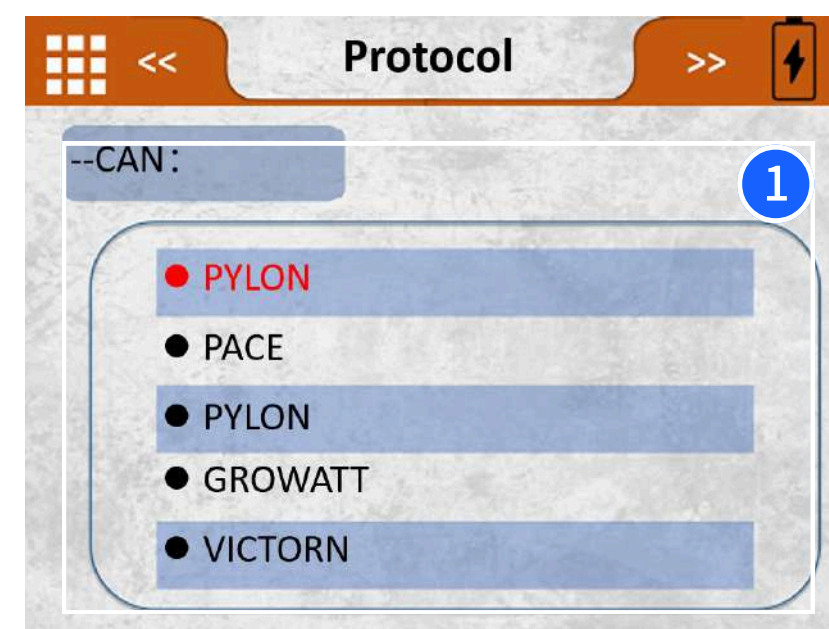 << Protocol >>
--CAN：
1
● PYLON
● PACE
● PYLON
● GROWATT
● VICTORN